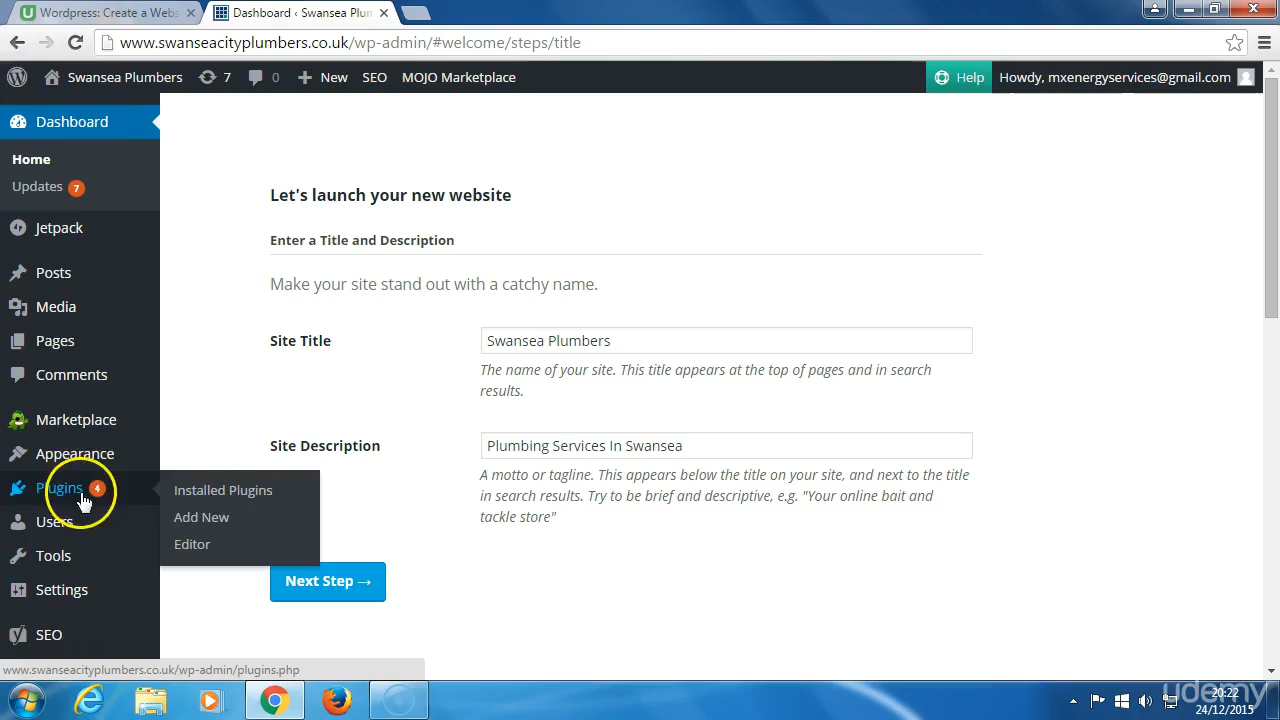 Wordpress: Create a Webs
Dashboard ‹ Swansea Plun
www.swanseacityplumbers.co.uk/wp-admin/#welcome/steps/title
Swansea Plumbers 7 0 New SEO MOJO Marketplace Help Howdy, mxenergyservices@gmail.com
Dashboard
Home
Updates 7
Jetpack
Posts
Media
Pages
Comments
Marketplace
Appearance
Plugins 4
Users
Tools
Settings
SEO
Installed Plugins
Add New
Editor
Let's launch your new website
Enter a Title and Description
Make your site stand out with a catchy name.
Site Title Swansea Plumbers
The name of your site. This title appears at the top of pages and in search
results.
Site Description Plumbing Services In Swansea
A motto or tagline. This appears below the title on your site, and next to the title
in search results. Try to be brief and descriptive, e.g. "Your online bait and
tackle store"
Next Step →
www.swanseacityplumbers.co.uk/wp-admin/plugins.php
udemy
20:22
24/12/2015